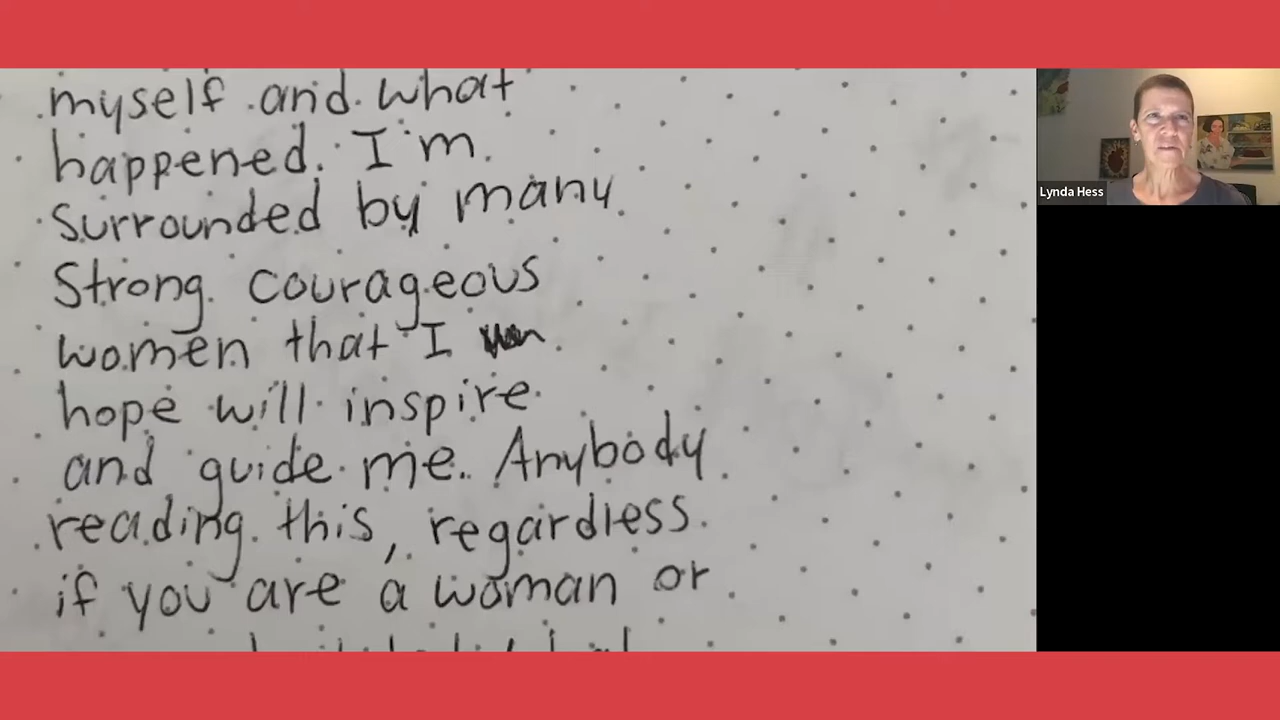 myself and what
happened. I'm
surrounded by many
strong courageous
women that I
hope will inspire
and guide me. Anybody
reading this, regardless
if you are a woman or
Lynda Hess